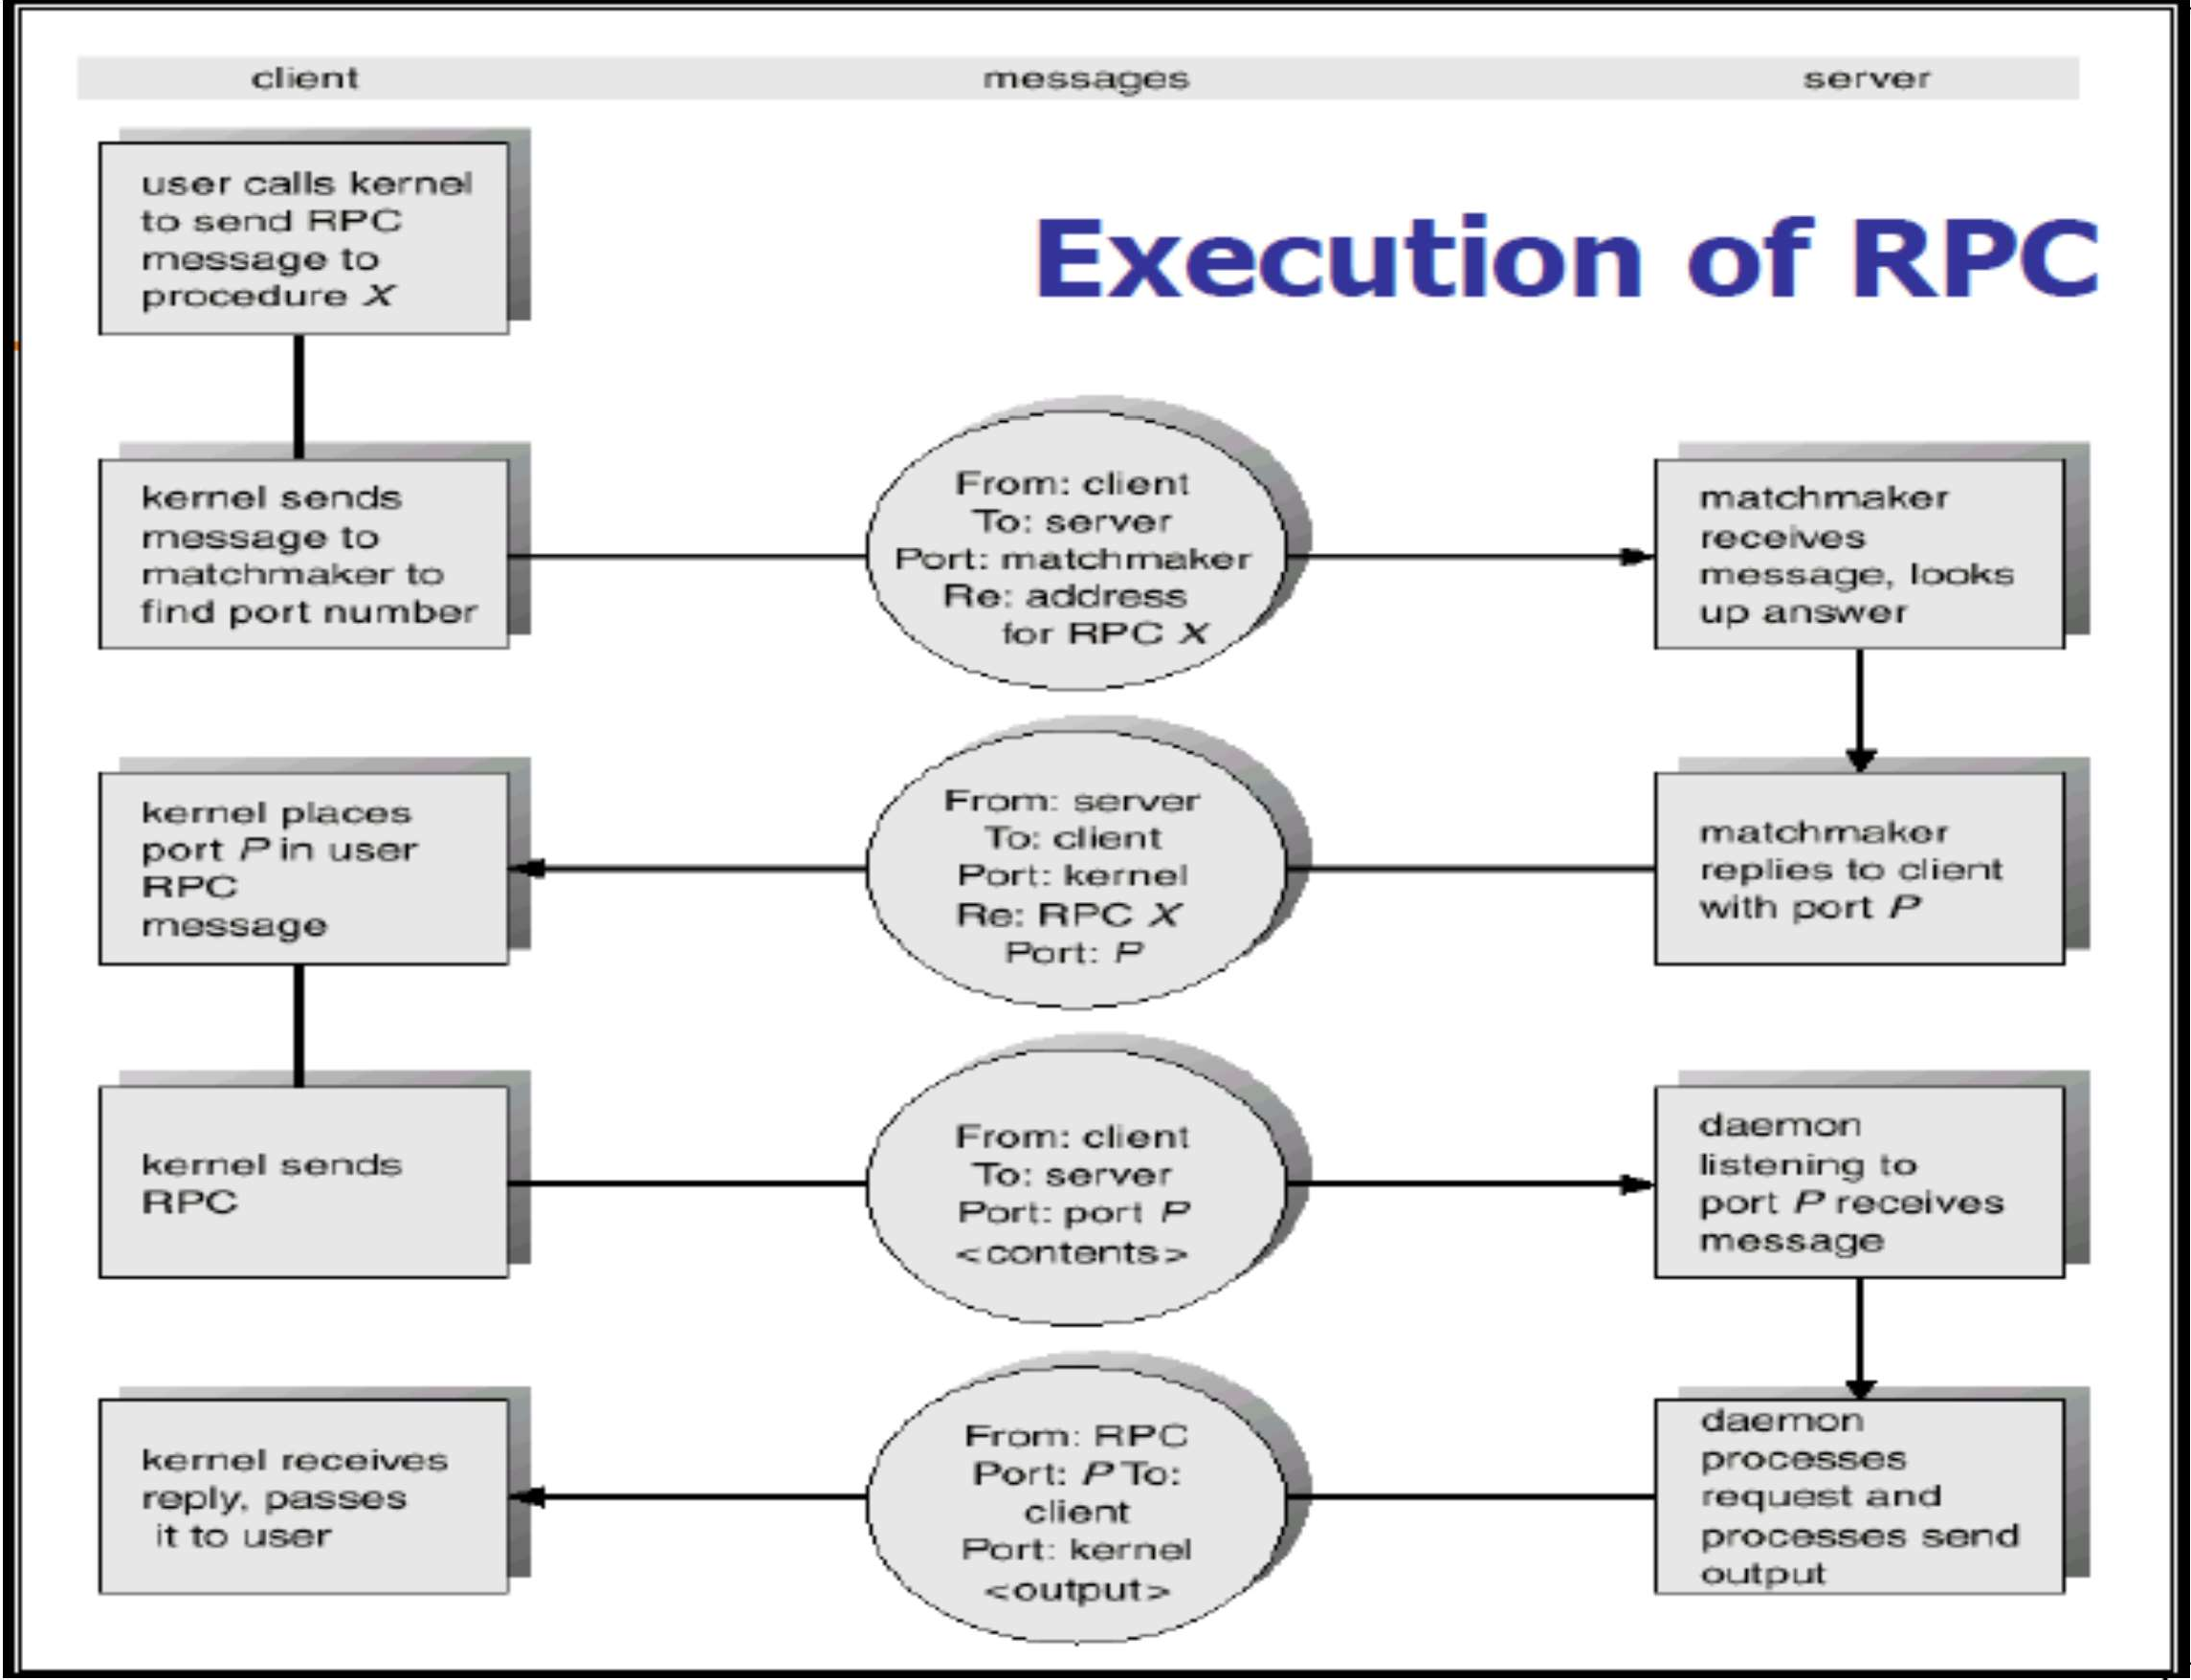 client
messages
server
user calls kernel
to send RPC
message to
procedure X
Execution of RPC
kernel sends
message to
matchmaker to
find port number
From: client
To: server
Port: matchmaker
Re: address
for RPC X
matchmaker
receives
message, looks
up answer
kernel places
port P in user
RPC
message
From: server
To: client
Port: kernel
Re: RPC X
Port: P
matchmaker
replies to client
with port P
kernel sends
RPC
From: client
To: server
Port: port P
<contents>
daemon
listening to
port P receives
message
kernel receives
reply, passes
it to user
From: RPC
Port: P To:
client
Port: kernel
<output>
daemon
processes
request and
processes send
output